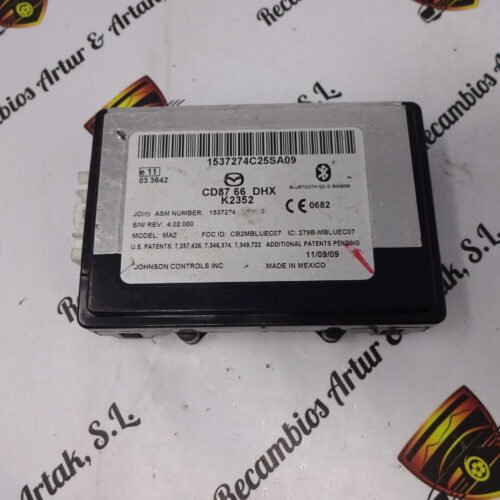 Recambios Artur & Artak, S.L.
Recambios Artur &
1537274C25SA09
e 11
03 3642
CD87 66 DHX
K2352
BLUETOOTH QD ID B008088
JCI ASM NUMBER: 1537274
CE 0682
S/W REV: 4.02.080
MODEL: MAZ FCC ID: CB2MBLUEC07 IC: 279B-MBLUEC07
U.S. PATENTS: 7,257,426, 7,346,374, 7,349,722 ADDITIONAL PATENTS PENDING
11/09/09
JOHNSON CONTROLS INC MADE IN MEXICO
Artak, S.L.
Recambios Artur